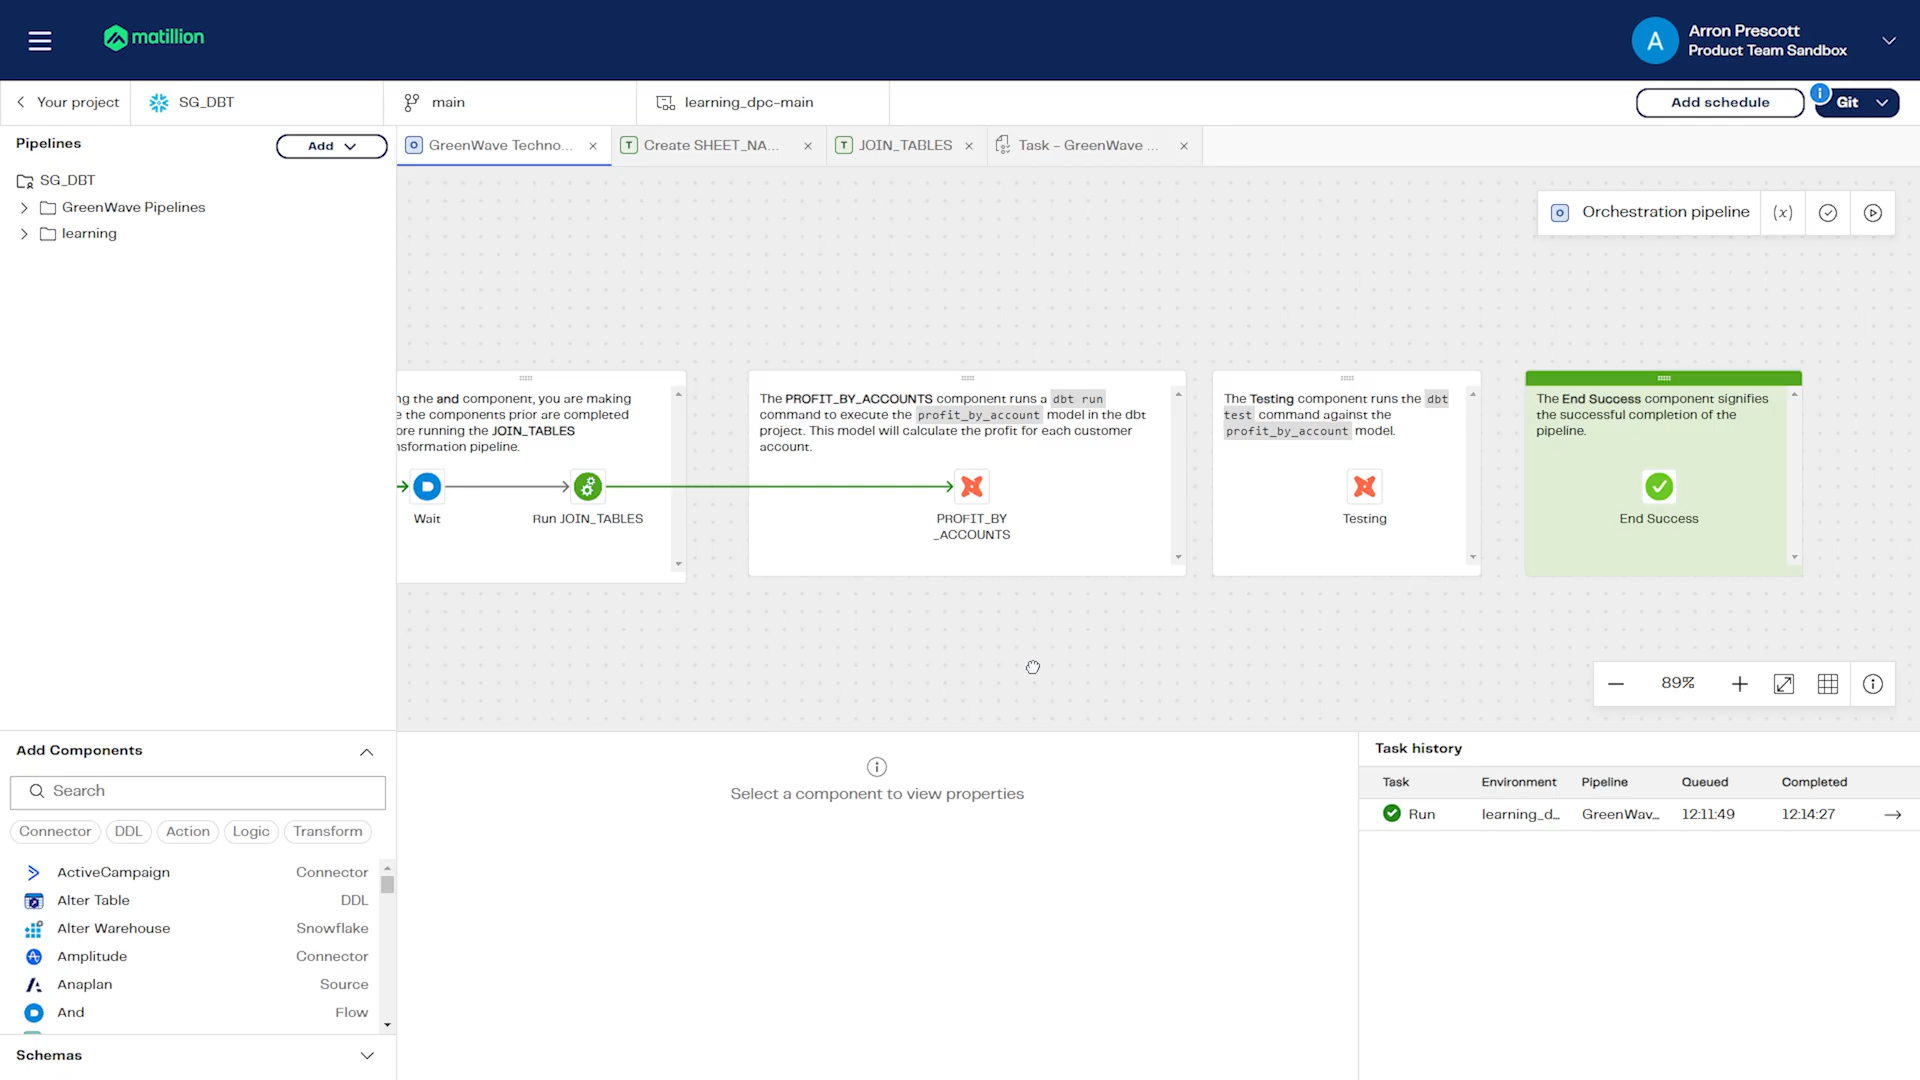 matillion
A
Arron Prescott
Product Team Sandbox
Your project
SG_DBT
main
learning_dpc-main
Add schedule
Git
Pipelines
Add
GreenWave Techno...
Create SHEET_NA...
JOIN_TABLES
Task - GreenWave ...
SG_DBT
GreenWave Pipelines
learning
Orchestration pipeline
(x)
ng the and component, you are making
e the components prior are completed
ore running the JOIN_TABLES
nsformation pipeline.
Wait
Run JOIN_TABLES
The PROFIT_BY_ACCOUNTS component runs a dbt run
command to execute the profit_by_account model in the dbt
project. This model will calculate the profit for each customer
account.
PROFIT_BY
_ACCOUNTS
The Testing component runs the dbt
test command against the
profit_by_account model.
Testing
The End Success component signifies
the successful completion of the
pipeline.
End Success
89%
Add Components
Search
Connector
DDL
Action
Logic
Transform
ActiveCampaign Connector
Alter Table DDL
Alter Warehouse Snowflake
Amplitude Connector
Anaplan Source
And Flow
Schemas
Select a component to view properties
Task history
Task Environment Pipeline Queued Completed
Run learning_d... GreenWav... 12:11:49 12:14:27